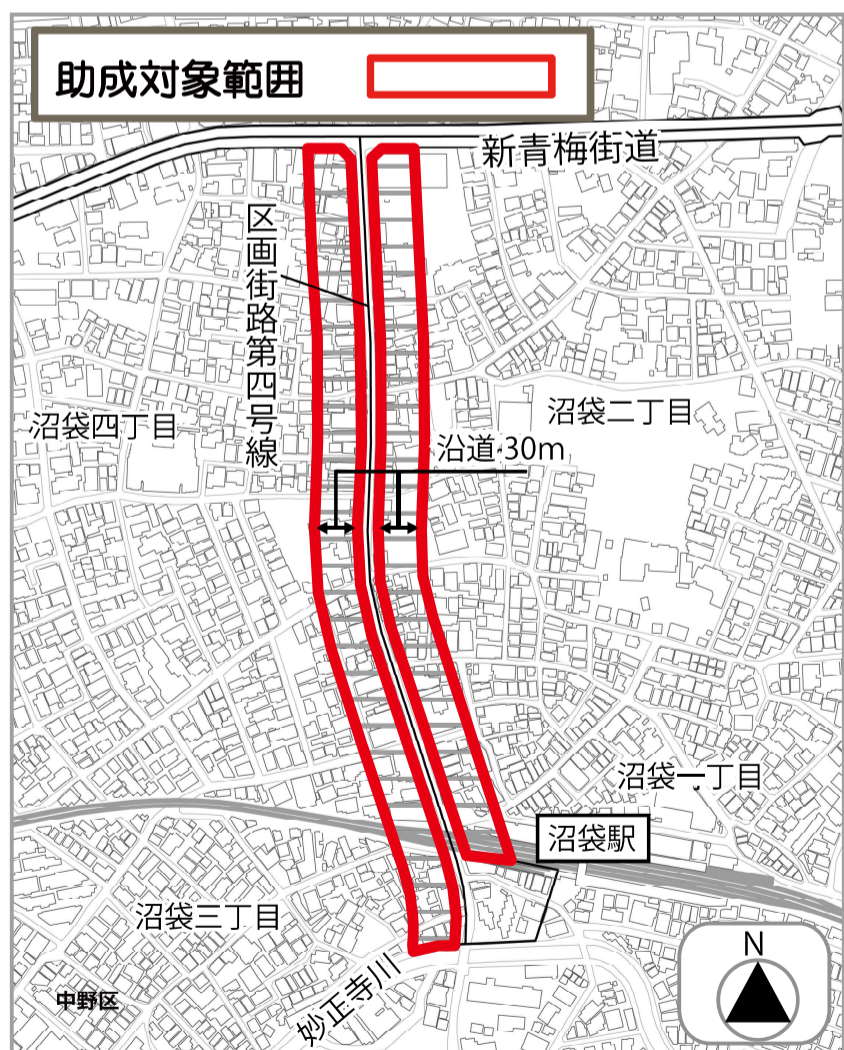 助成対象範囲
新青梅街道
区画街路第四号線
沼袋四丁目
沼袋二丁目
沿道 30m
沼袋一丁目
沼袋駅
沼袋三丁目
妙正寺川
中野区
N